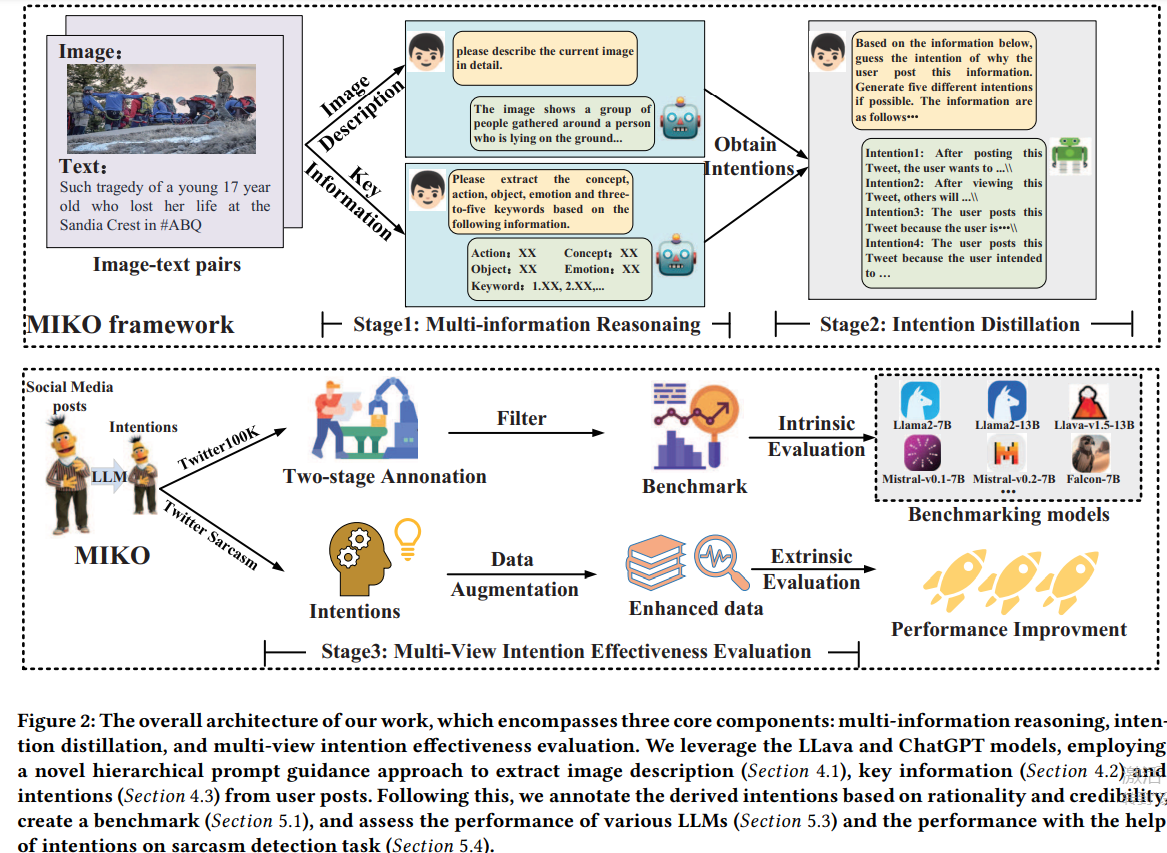 Image:
Text:
Such tragedy of a young 17 year
old who lost her life at the
Sandia Crest in #ABQ
Image-text pairs
MIKO framework
Image
Description
Key
Information
please describe the current image
in detail.
The image shows a group of
people gathered around a person
who is lying on the ground...
Please extract the concept,
action, object, emotion and three-
to-five keywords based on the
following information.
Action: XX Concept: XX
Object: XX Emotion: XX
Keyword: 1.XX, 2.XX,...
Stage1: Multi-information Reasonaing
Obtain
Intentions
Based on the information below,
guess the intention of why the
user post this information.
Generate five different intentions
if possible. The information are
as follows•••
Intention1: After posting this
Tweet, the user wants to ...\\
Intention2: After viewing this
Tweet, others will ...\\
Intention3: The user posts this
Tweet because the user is•••\\
Intention4: The user posts this
Tweet because the user intended
to …
Stage2: Intention Distillation
Social Media
posts
Intentions
LLM
MIKO
Twitter100K
Twitter Sarcasm
Two-stage Annonation
Filter
Benchmark
Intrinsic
Evaluation
Llama2-7B Llama2-13B Llava-v1.5-13B
Mistral-v0.1-7B Mistral-v0.2-7B Falcon-7B
•••
Benchmarking models
Intentions
Data
Augmentation
Enhanced data
Extrinsic
Evaluation
Performance Improvment
Stage3: Multi-View Intention Effectiveness Evaluation
Figure 2: The overall architecture of our work, which encompasses three core components: multi-information reasoning, inten-
tion distillation, and multi-view intention effectiveness evaluation. We leverage the LLava and ChatGPT models, employing
a novel hierarchical prompt guidance approach to extract image description (Section 4.1), key information (Section 4.2) and
intentions (Section 4.3) from user posts. Following this, we annotate the derived intentions based on rationality and credibility,
create a benchmark (Section 5.1), and assess the performance of various LLMs (Section 5.3) and the performance with the help
of intentions on sarcasm detection task (Section 5.4).
激活